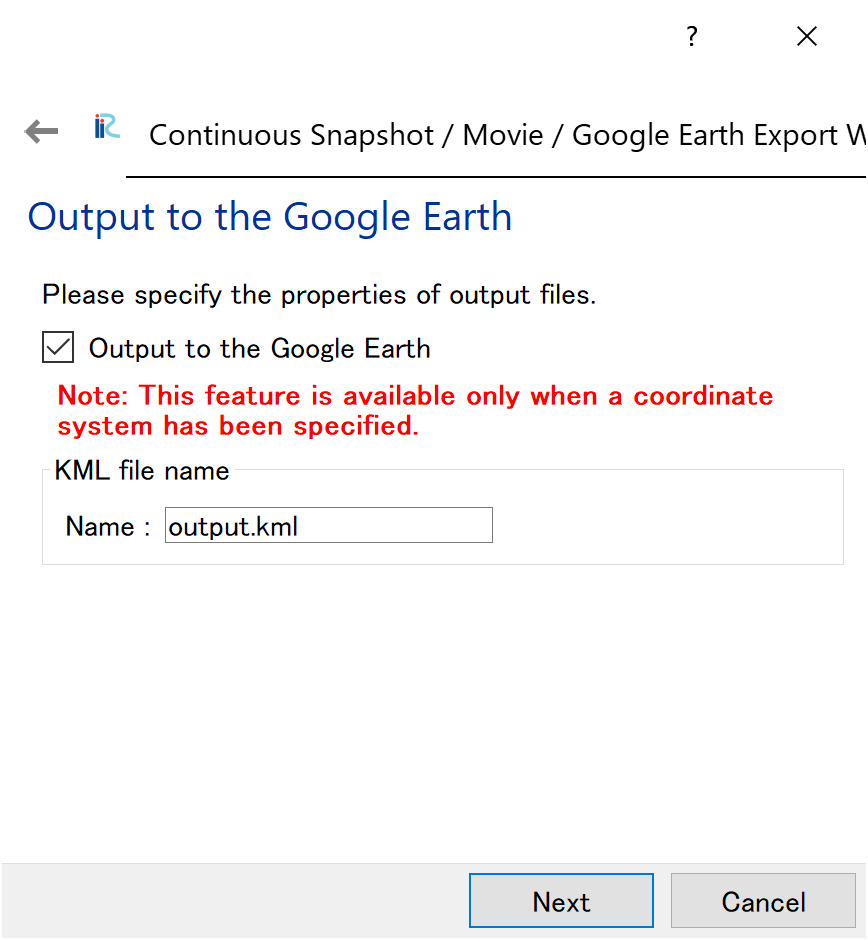 ?
iRIC
Continuous Snapshot / Movie / Google Earth Export W
Output to the Google Earth
Please specify the properties of output files.
Output to the Google Earth
Note: This feature is available only when a coordinate
system has been specified.
KML file name
Name : output.kml
Next Cancel